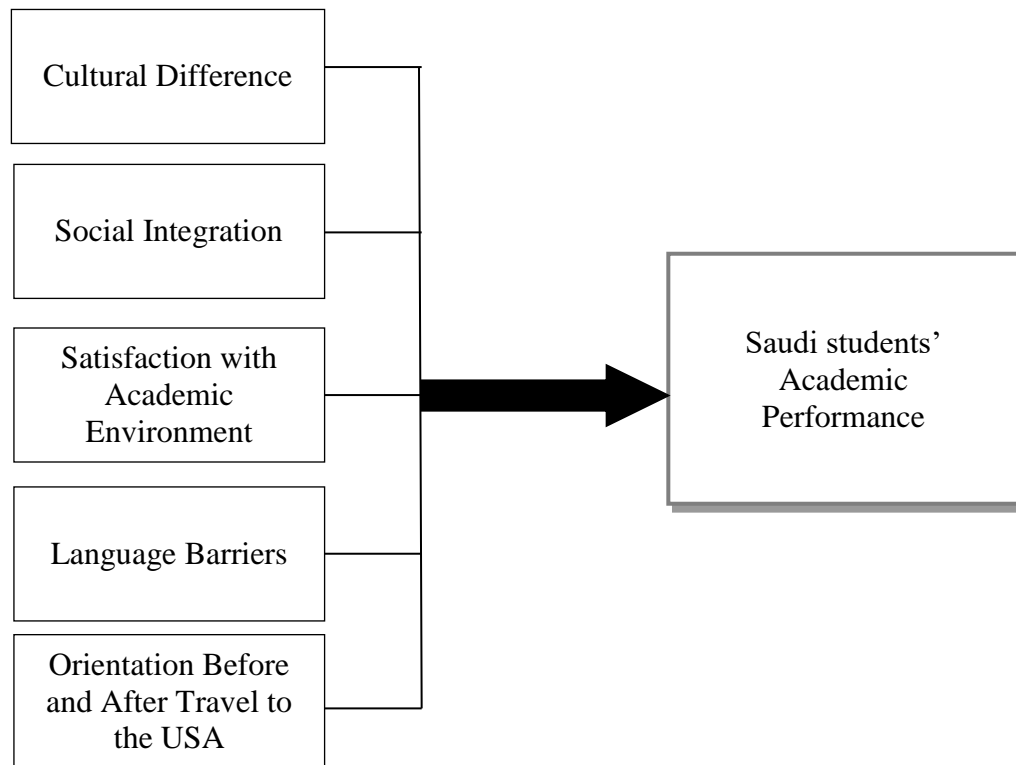 Cultural Difference
Social Integration
Satisfaction with
Academic
Environment
Language Barriers
Orientation Before
and After Travel to
the USA
Saudi students’
Academic
Performance